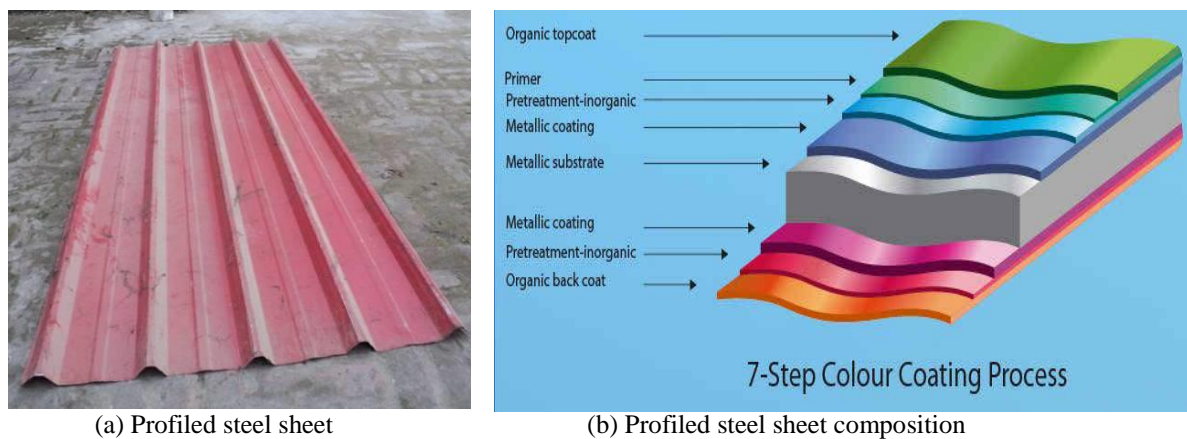 Organic topcoat
Primer
Pretreatment-inorganic
Metallic coating
Metallic substrate
Metallic coating
Pretreatment-inorganic
Organic back coat
7-Step Colour Coating Process
(a) Profiled steel sheet
(b) Profiled steel sheet composition